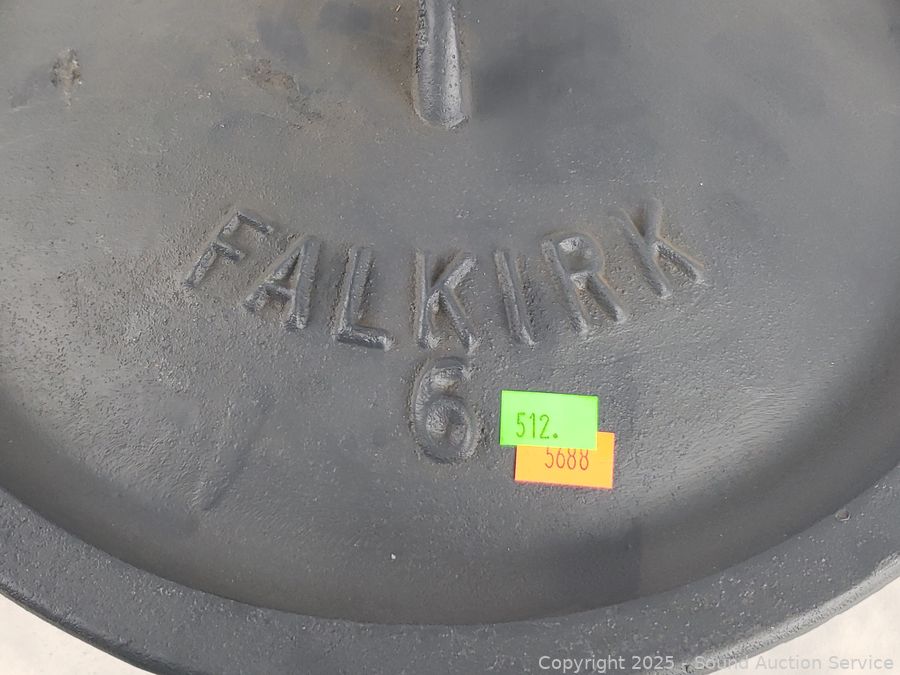 FALKIRK
6
512.
5688
Copyright 2025 - Sound Auction Service